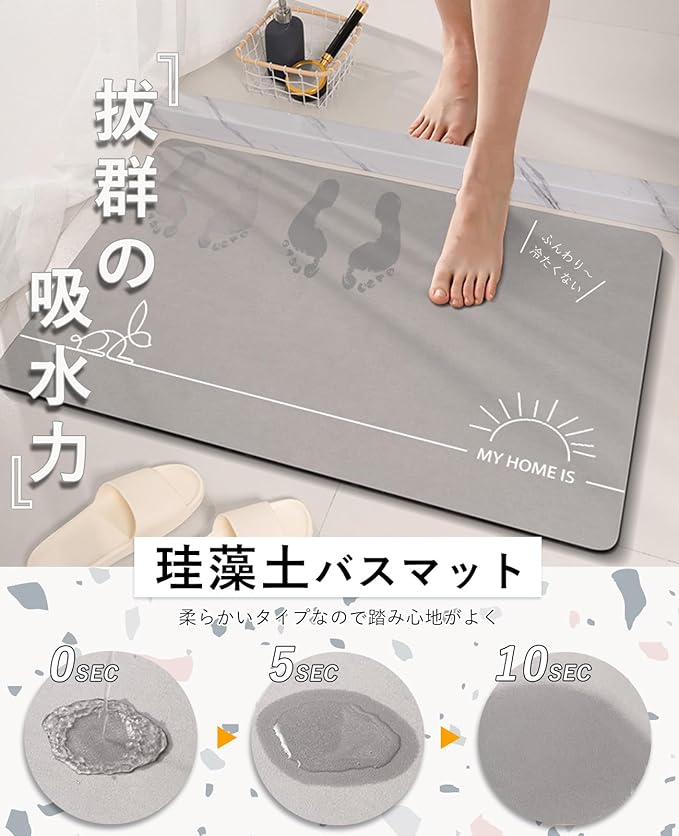 『抜群の
吸水力』
ふんわり～
冷たくない
MY HOME IS
珪藻土バスマット
柔らかいタイプなので踏み心地がよく
0SEC
5SEC
10SEC